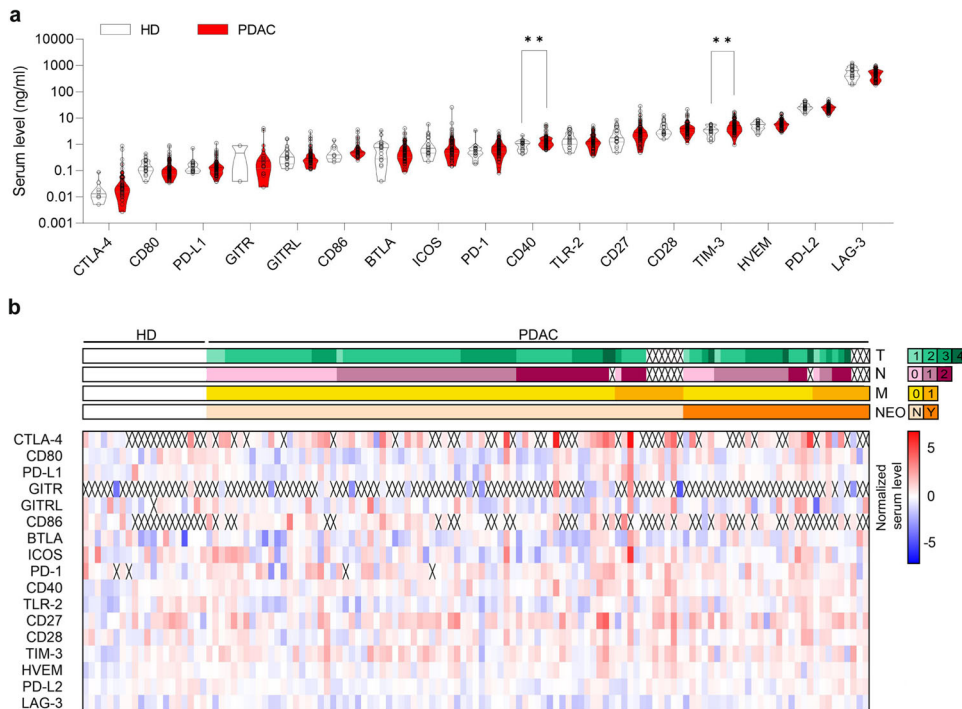 a
HD
PDAC
Serum level (ng/ml)
10000
1000
100
10
1
0.1
0.01
0.001
**
**
CTLA-4
CD80
PD-L1
GITR
GITRL
CD86
BTLA
ICOS
PD-1
CD40
TLR-2
CD27
CD28
TIM-3
HVEM
PD-L2
LAG-3
b
HD
PDAC
T
1 2 3 4
N
0 1 2
M
0 1
NEO
N Y
CTLA-4
CD80
PD-L1
GITR
GITRL
CD86
BTLA
ICOS
PD-1
CD40
TLR-2
CD27
CD28
TIM-3
HVEM
PD-L2
LAG-3
Normalized
serum level
5
0
-5